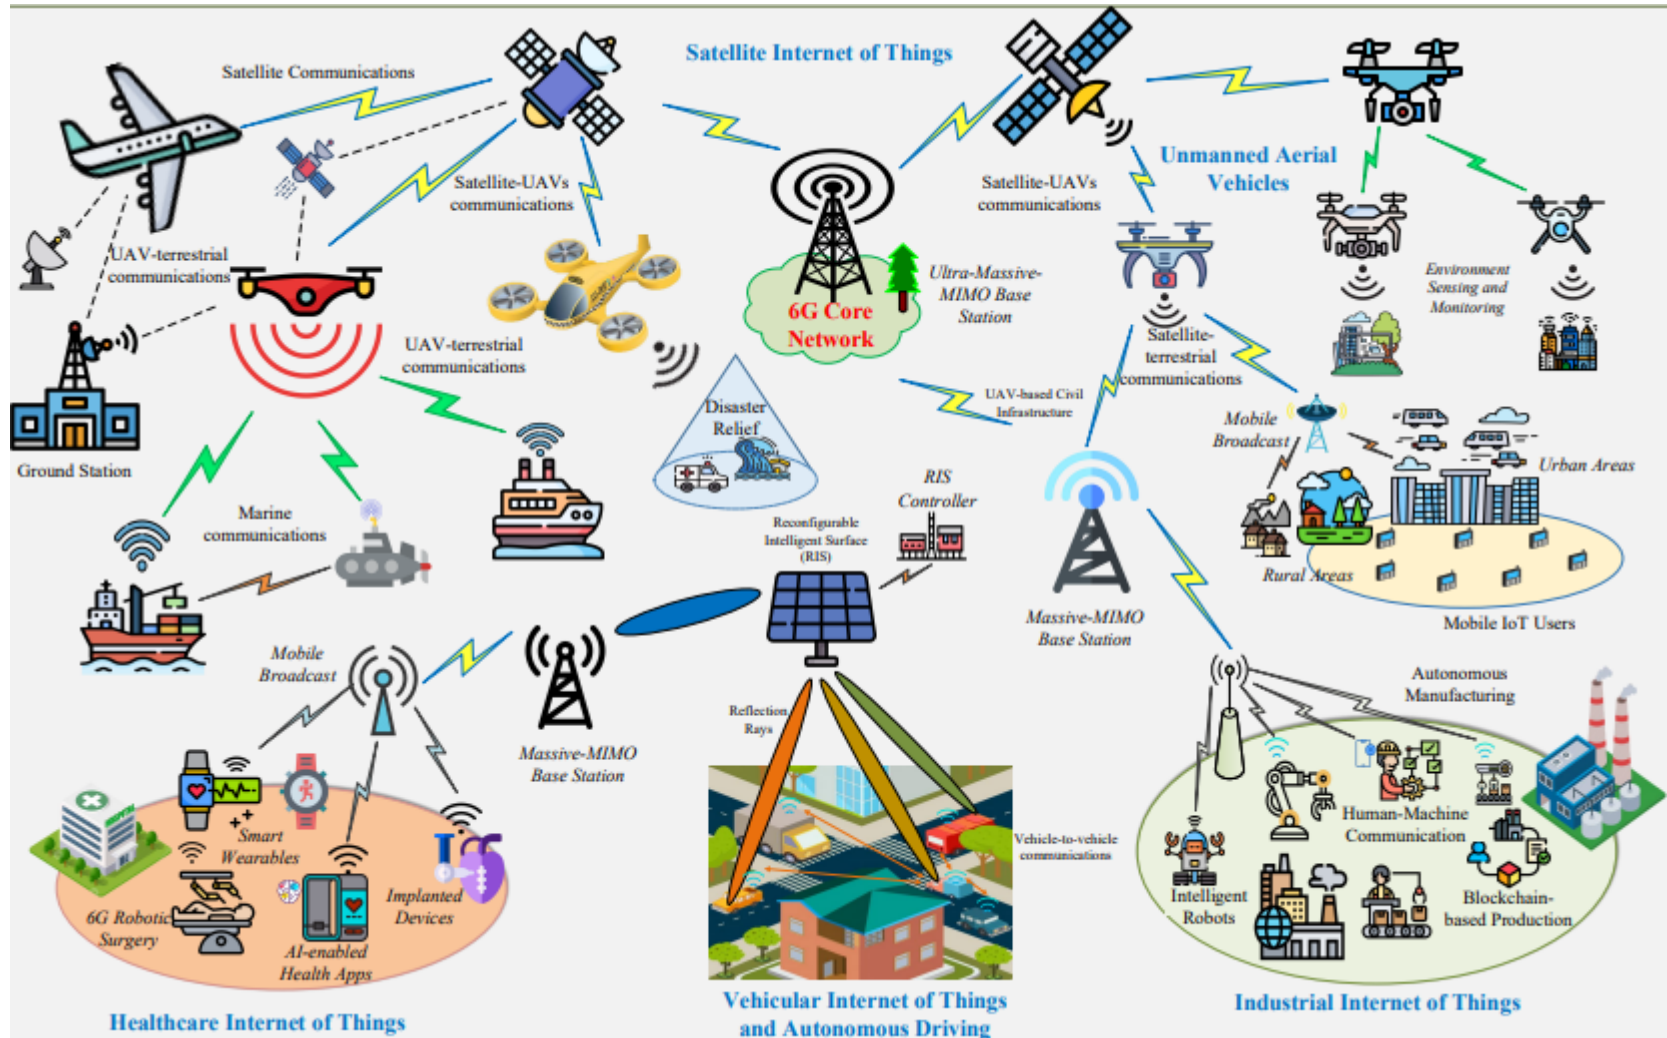 Satellite Internet of Things
Satellite Communications
Unmanned Aerial
Vehicles
Satellite-UAVs
communications
Satellite-UAVs
communications
UAV-terrestrial
communications
Ultra-Massive-
MIMO Base
Station
6G Core
Network
Environment
Sensing and
Monitoring
UAV-terrestrial
communications
Satellite-
terrestrial
communications
UAV-based Civil
Infrastructure
Disaster
Relief
Mobile
Broadcast
Urban Areas
Ground Station
RIS
Controller
Marine
communications
Reconfigurable
Intelligent Surface
(RIS)
Rural Areas
Massive-MIMO
Base Station
Mobile IoT Users
Mobile
Broadcast
Autonomous
Manufacturing
Reflection
Rays
Massive-MIMO
Base Station
HOSPITAL
Smart
Wearables
Human-Machine
Communication
Vehicle-to-vehicle
communications
Implanted
Devices
Intelligent
Robots
Blockchain-
based Production
6G Robotic
Surgery
AI-enabled
Health Apps
Healthcare Internet of Things
Vehicular Internet of Things
and Autonomous Driving
Industrial Internet of Things